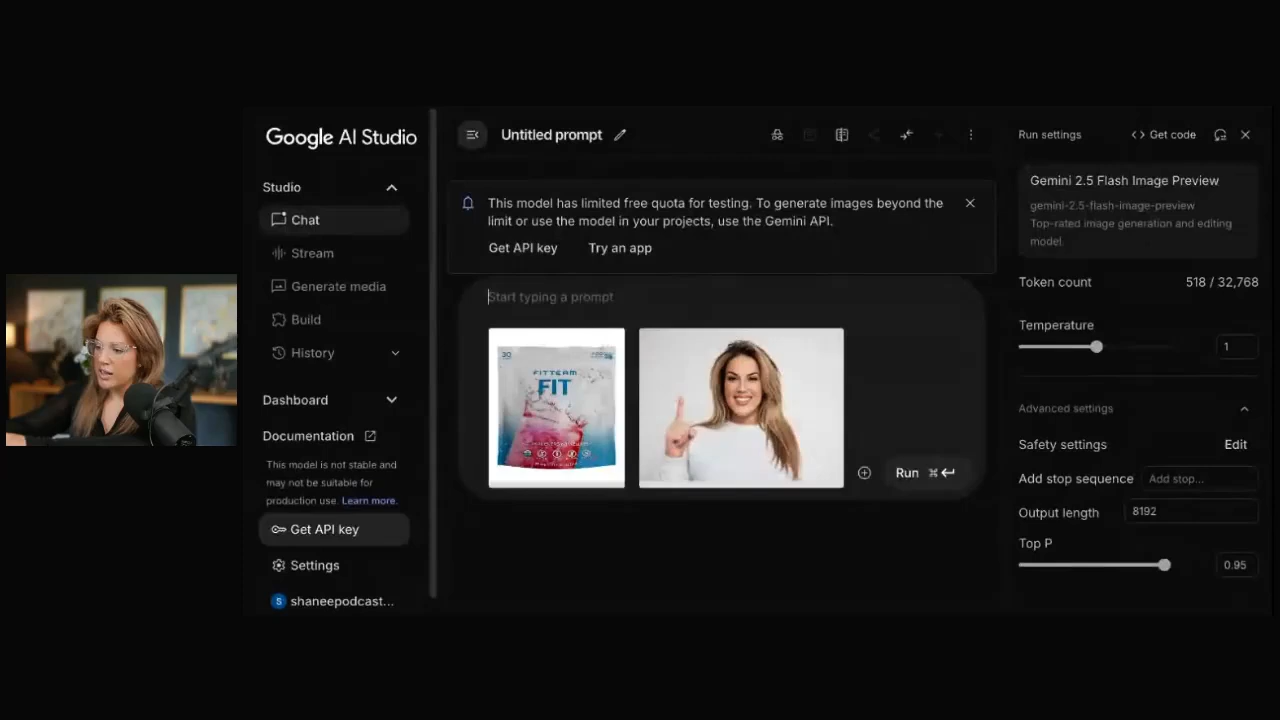 Google AI Studio
Studio
Chat
Stream
Generate media
Build
History
Dashboard
Documentation
This model is not stable and
may not be suitable for
production use. Learn more.
Get API key
Settings
S shaneepodcast...
Untitled prompt
This model has limited free quota for testing. To generate images beyond the
limit or use the model in your projects, use the Gemini API.
Get API key Try an app
Start typing a prompt
30
FITTEAM
FIT
Run ⌘
Run settings
<> Get code
Gemini 2.5 Flash Image Preview
gemini-2.5-flash-image-preview
Top-rated image generation and editing
model.
Token count 518 / 32,768
Temperature
1
Advanced settings
Safety settings Edit
Add stop sequence Add stop...
Output length 8192
Top P
0.95